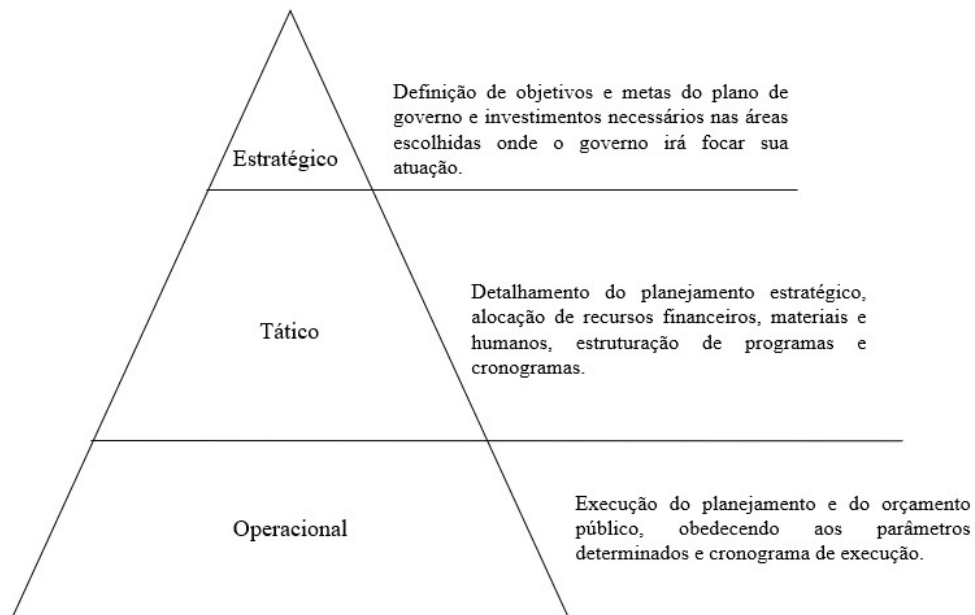 Definição de objetivos e metas do plano de
governo e investimentos necessários nas áreas
escolhidas onde o governo irá focar sua
atuação.
Estratégico
Detalhamento do planejamento estratégico,
alocação de recursos financeiros, materiais e
humanos, estruturação de programas e
cronogramas.
Tático
Execução do planejamento e do orçamento
público, obedecendo aos parâmetros
determinados e cronograma de execução.
Operacional